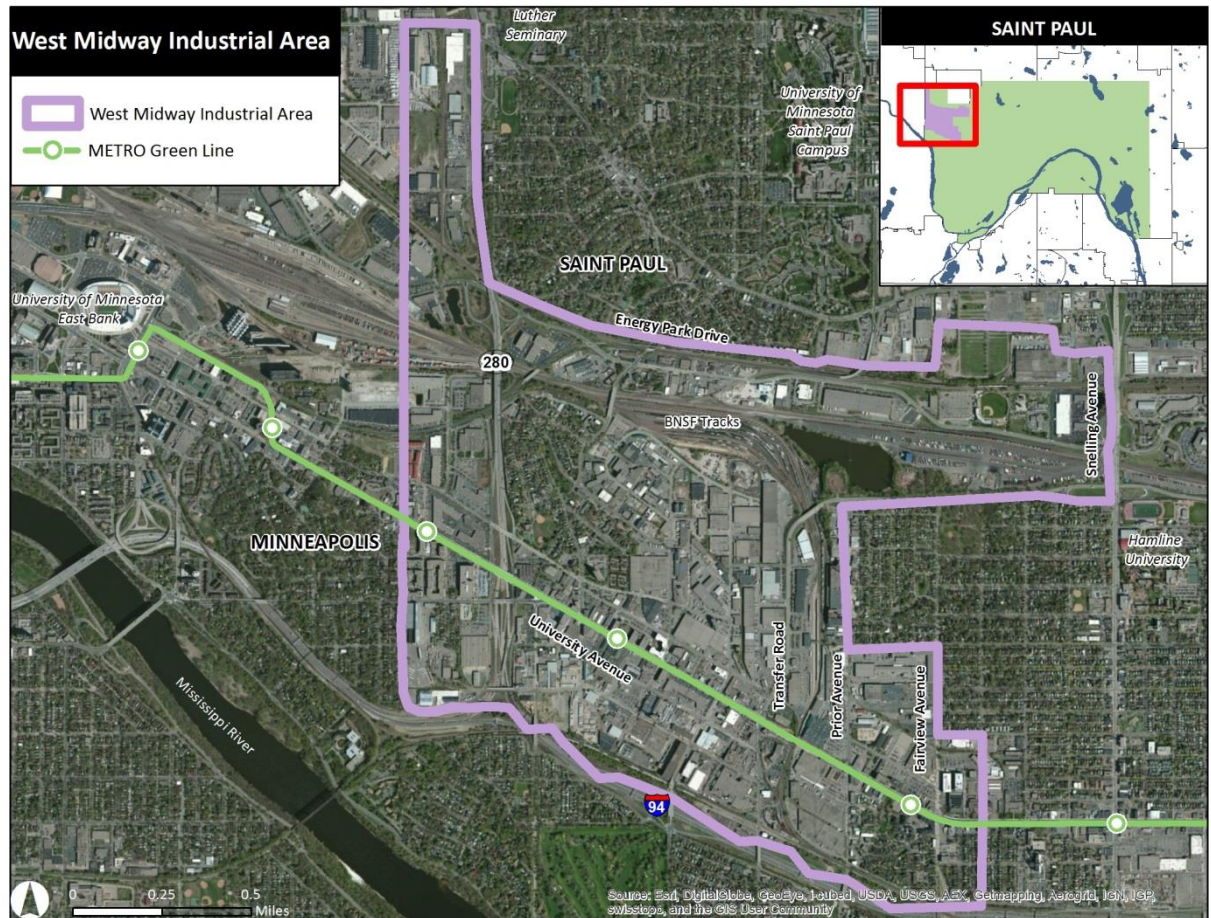 West Midway Industrial Area
West Midway Industrial Area
METRO Green Line
SAINT PAUL
Luther
Seminary
University of
Minnesota
Saint Paul
Campus
SAINT PAUL
University of Minnesota
East Bank
Energy Park Drive
280
BNSF Tracks
Snelling Avenue
MINNEAPOLIS
Hamline
University
University Avenue
Transfer Road
Prior Avenue
Fairview Avenue
Mississippi River
94
0 0.25 0.5
Miles
Source: Esri, DigitalGlobe, GeoEye, i-cubed, USDA, USGS, AEX, Getmapping, Aerogrid, IGN, IGP,
swisstopo, and the GIS User Community